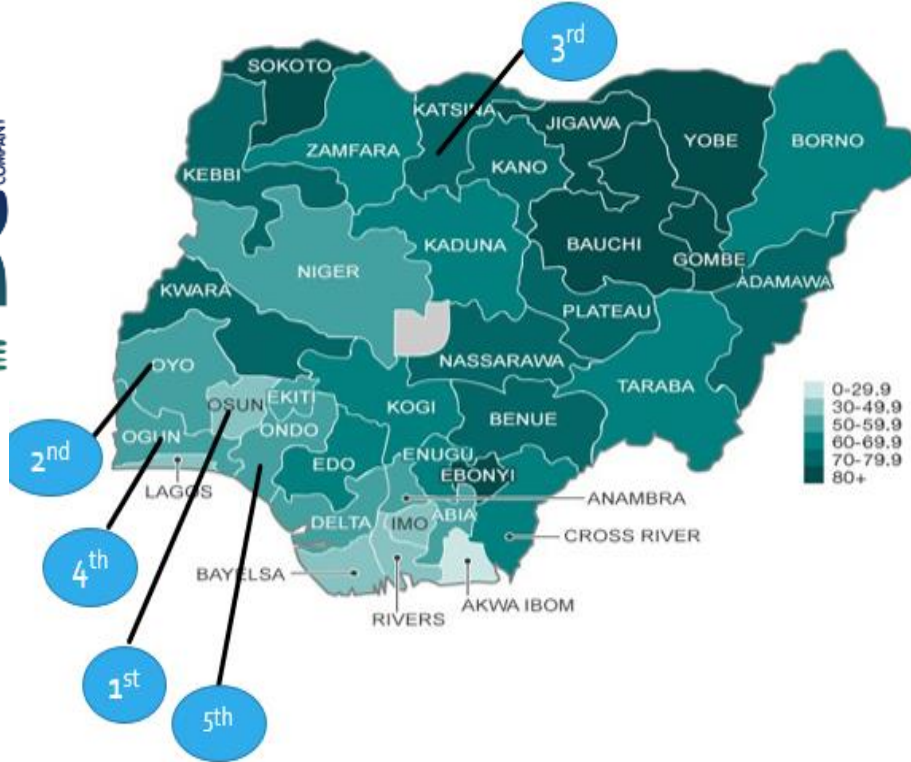 3rd
SOKOTO
KATSINA
JIGAWA
YOBE
BORNO
ZAMFARA
KANO
KEBBI
KADUNA
BAUCHI
GOMBE
NIGER
ADAMAWA
KWARA
PLATEAU
NASSARAWA
OYO
TARABA
OSUN
EKITI
KOGI
BENUE
OGUN
ONDO
2nd
EDO
ENUGU
EBONYI
LAGOS
ANAMBRA
DELTA
IMO
ABIA
CROSS RIVER
4th
BAYELSA
RIVERS
AKWA IBOM
1st
5th
0-29.9
30-49.9
50-59.9
60-69.9
70-79.9
80+
COMPANY